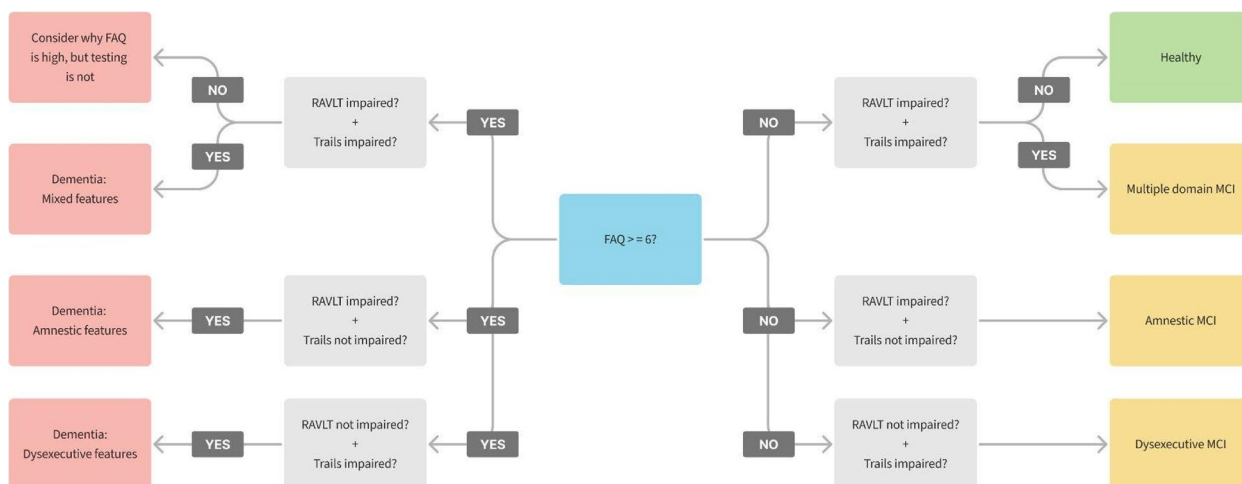 Consider why FAQ
is high, but testing
is not
NO
YES
Dementia:
Mixed features
RAVLT impaired?
+
Trails impaired?
YES
Dementia:
Amnestic features
YES
RAVLT impaired?
+
Trails not impaired?
YES
Dementia:
Dysexecutive features
YES
RAVLT not impaired?
+
Trails impaired?
YES
FAQ > = 6?
NO
RAVLT impaired?
+
Trails impaired?
NO
YES
Healthy
Multiple domain MCI
NO
RAVLT impaired?
+
Trails not impaired?
Amnestic MCI
NO
RAVLT not impaired?
+
Trails impaired?
Dysexecutive MCI